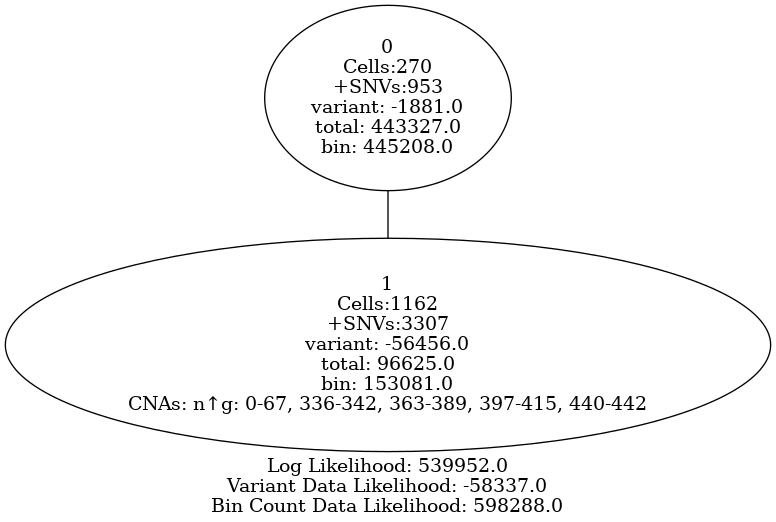 0
Cells:270
+SNVs:953
variant: -1881.0
total: 443327.0
bin: 445208.0
1
Cells:1162
+SNVs:3307
variant: -56456.0
total: 96625.0
bin: 153081.0
CNAs: n↑g: 0-67, 336-342, 363-389, 397-415, 440-442
Log Likelihood: 539952.0
Variant Data Likelihood: -58337.0
Bin Count Data Likelihood: 598288.0